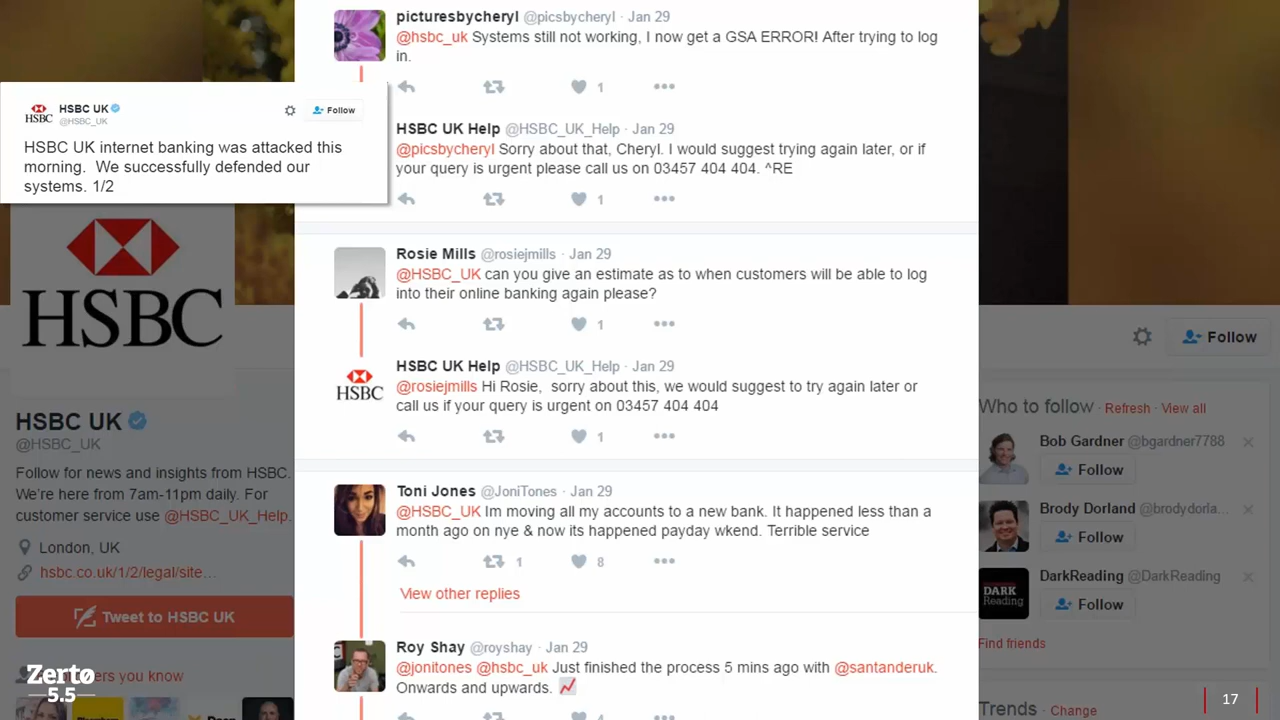 picturesbycheryl @picsbycheryl · Jan 29
@hsbc_uk Systems still not working, I now get a GSA ERROR! After trying to log
in.
1
HSBC UK
@HSBC_UK
Follow
HSBC
HSBC UK internet banking was attacked this
morning. We successfully defended our
systems. 1/2
HSBC UK Help @HSBC_UK_Help · Jan 29
@picsbycheryl Sorry about that, Cheryl. I would suggest trying again later, or if
your query is urgent please call us on 03457 404 404. ^RE
1
Rosie Mills @rosiejmills · Jan 29
@HSBC_UK can you give an estimate as to when customers will be able to log
into their online banking again please?
1
HSBC UK Help @HSBC_UK_Help · Jan 29
HSBC
@rosiejmills Hi Rosie, sorry about this, we would suggest to try again later or
call us if your query is urgent on 03457 404 404
1
Toni Jones @JoniTones · Jan 29
@HSBC_UK Im moving all my accounts to a new bank. It happened less than a
month ago on nye & now its happened payday wkend. Terrible service
1 8
View other replies
Roy Shay @royshay · Jan 29
@jonitones @hsbc_uk Just finished the process 5 mins ago with @santanderuk.
Onwards and upwards.
4
HSBC
HSBC UK
@HSBC_UK
Follow for news and insights from HSBC.
We're here from 7am-11pm daily. For
customer service use @HSBC_UK_Help.
London, UK
hsbc.co.uk/1/2/legal/site…
Tweet to HSBC UK
ers you know
Zerto
5.5
Follow
Who to follow · Refresh · View all
Bob Gardner @bgardner7788
Follow
Brody Dorland @brodydorla...
Follow
DARK
Reading
DarkReading @DarkReading
Follow
Find friends
Trends · Change
17